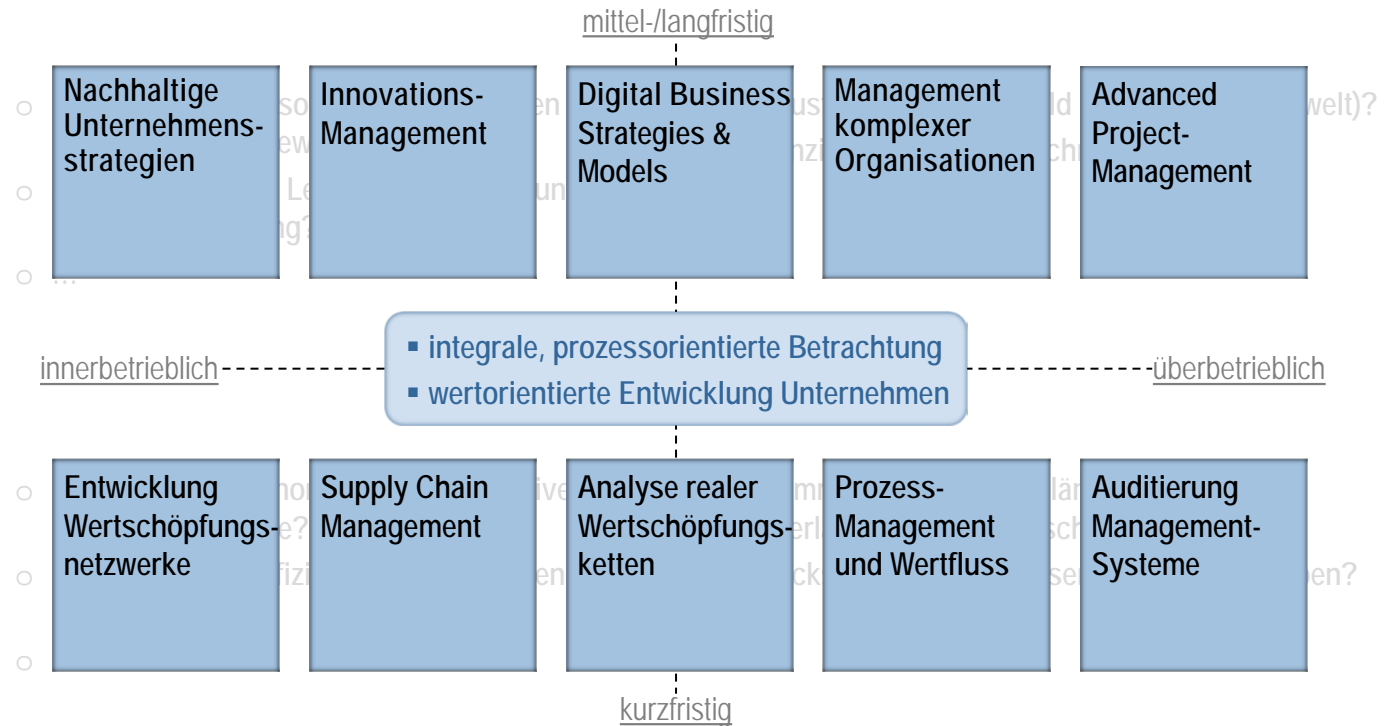 mittel-/langfristig
Nachhaltige
Unternehmens-
strategien
Innovations-
Management
Digital Business
Strategies &
Models
Management
komplexer
Organisationen
Advanced
Project-
Management
welt)?
...
▪ integrale, prozessorientierte Betrachtung
▪ wertorientierte Entwicklung Unternehmen
innerbetrieblich
überbetrieblich
Entwicklung
Wertschöpfungs-
netzwerke
Supply Chain
Management
Analyse realer
Wertschöpfungs-
ketten
Prozess-
Management
und Wertfluss
Auditierung
Management-
Systeme
kurzfristig